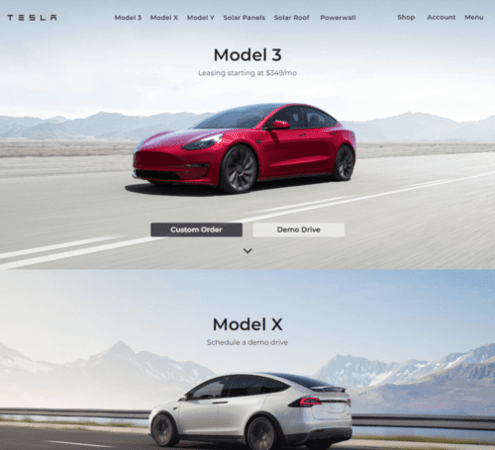 TESLA Model 3 Model X Model Y Solar Panels Solar Roof Powerwall Shop Account Menu
Model 3
Leasing starting at $349/mo
Custom Order Demo Drive
Model X
Schedule a demo drive